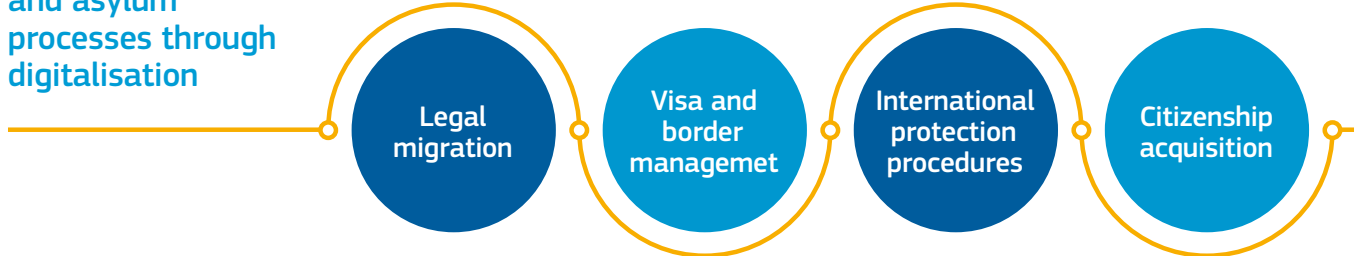 and asylum
processes through
digitalisation
Legal
migration
Visa and
border
managemet
International
protection
procedures
Citizenship
acquisition